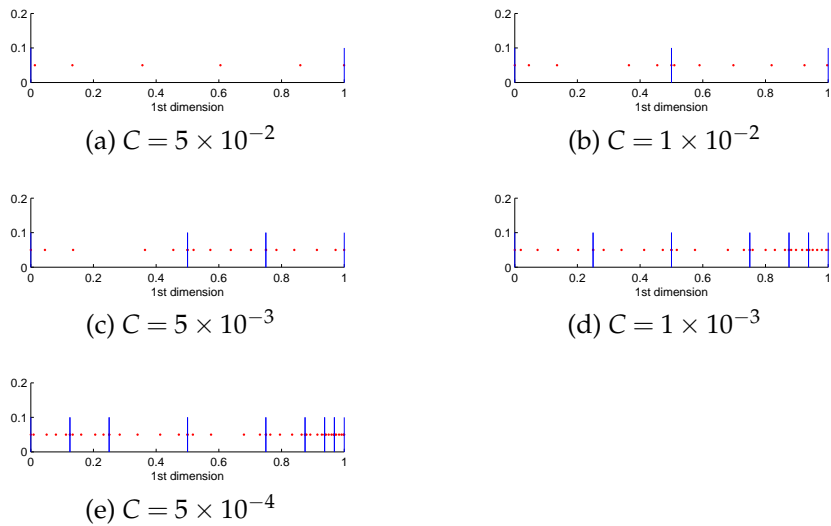 0.2
0.1
0
0 0.2 0.4 0.6 0.8 1
1st dimension
(a) C = 5 × 10⁻²
0.2
0.1
0
0 0.2 0.4 0.6 0.8 1
1st dimension
(b) C = 1 × 10⁻²
0.2
0.1
0
0 0.2 0.4 0.6 0.8 1
1st dimension
(c) C = 5 × 10⁻³
0.2
0.1
0
0 0.2 0.4 0.6 0.8 1
1st dimension
(d) C = 1 × 10⁻³
0.2
0.1
0
0 0.2 0.4 0.6 0.8 1
1st dimension
(e) C = 5 × 10⁻⁴